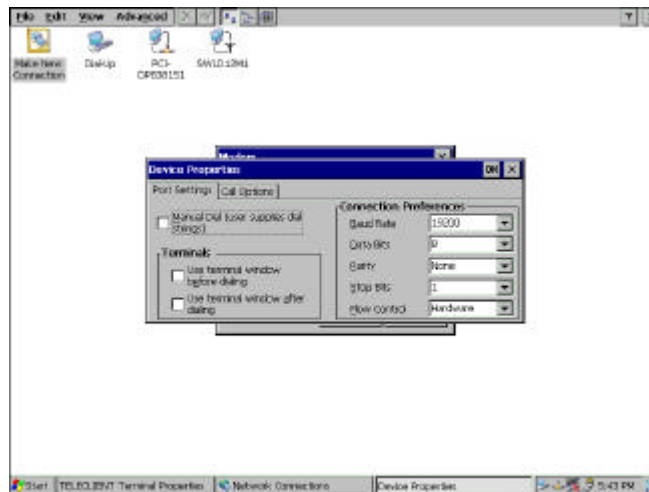 File Edit View Advanced
Make New Connection
Dial-Up
PCI-
SWLD12M1
Modem
Device Properties
OK
Port Settings
Call Options
Manual Dial (user supplies dial
strings)
Terminals
Use terminal window
before dialing
Use terminal window after
dialing
Connection Preferences
Baud Rate
19200
Data Bits
8
Parity
None
Stop Bits
1
Flow Control
Hardware
Start
TELECLIENT Terminal Properties
Network Connections
Device Properties
5:43 PM